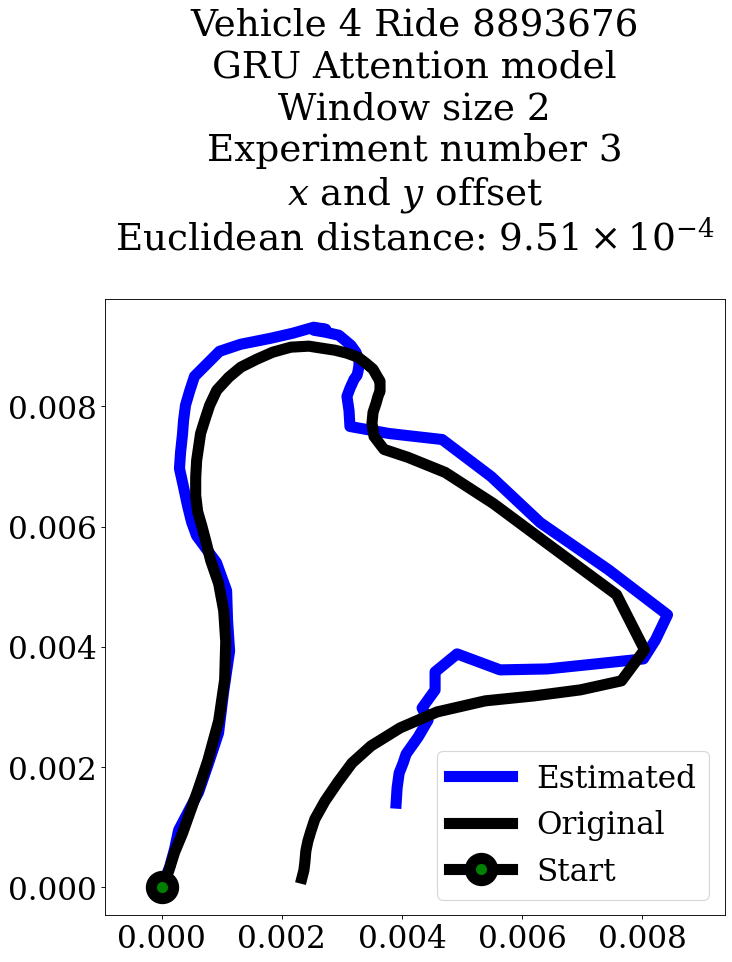 Vehicle 4 Ride 8893676
GRU Attention model
Window size 2
Experiment number 3
x and y offset
Euclidean distance: 9.51 × 10⁻⁴
0.008
0.006
0.004
0.002
0.000
Estimated
Original
Start
0.000 0.002 0.004 0.006 0.008